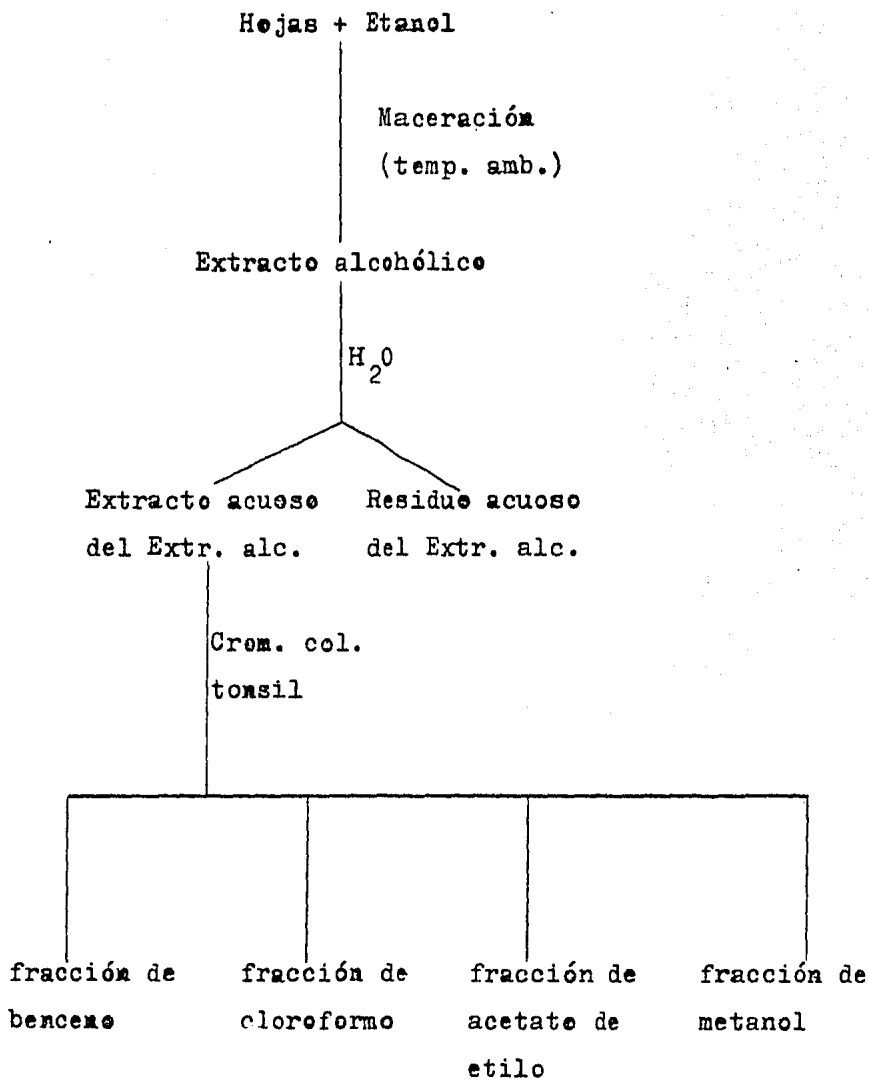 Hojas + Etanol
Maceración
(temp. amb.)
Extracto alcohólico
H2O
Extracto acuoso
del Extr. alc.
Residuo acuoso
del Extr. alc.
Crom. col.
tonsil
fracción de
benceno
fracción de
cloroformo
fracción de
acetato de
etilo
fracción de
metanol